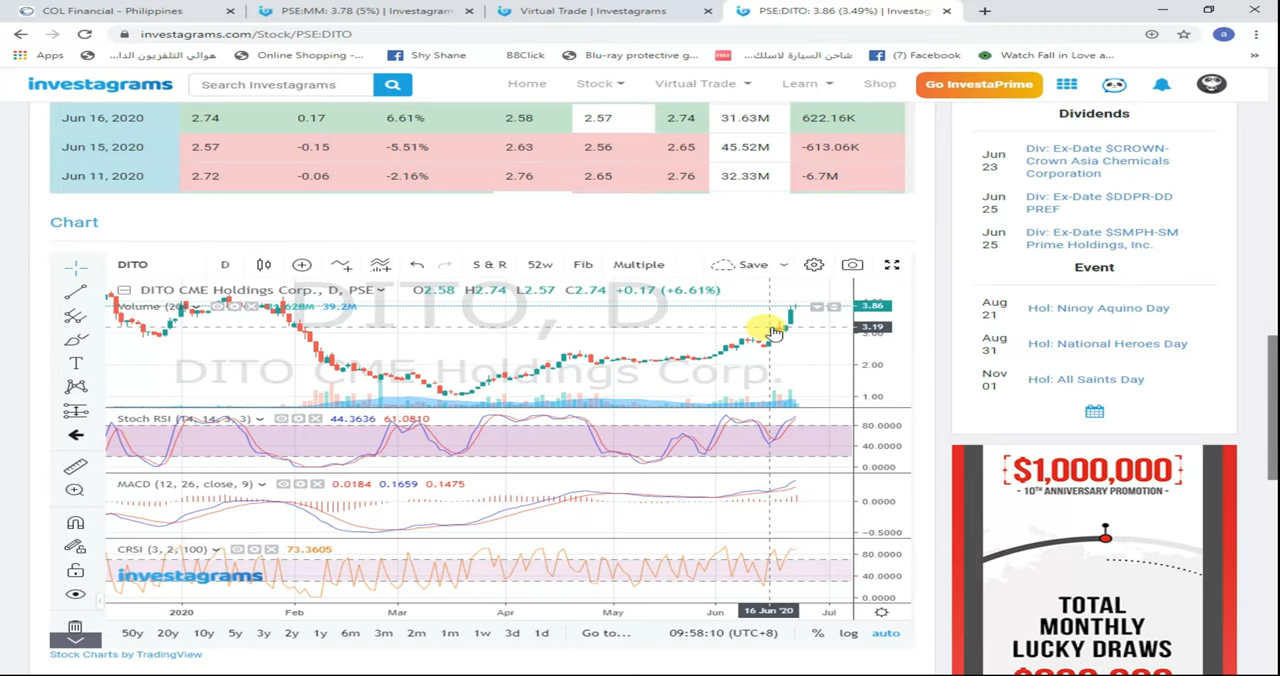 COL Financial - Philippines
PSE:MM: 3.78 (5%) | Investagram
Virtual Trade | Investagrams
PSE:DITO: 3.86 (3.49%) | Investag
investagrams.com/Stock/PSE:DITO
a
Apps
هوائي التلفزيون الدا...
Online Shopping -...
Shy Shane
B8Click
Blu-ray protective g...
FREE
شاحن السيارة لاسلك...
(7) Facebook
Watch Fall in Love a...
investagrams
Search Investagrams
Home
Stock
Virtual Trade
Learn
Shop
Go InvestaPrime
Jun 16, 2020 2.74 0.17 6.61% 2.58 2.57 2.74 31.63M 622.16K
Jun 15, 2020 2.57 -0.15 -5.51% 2.63 2.56 2.65 45.52M -613.06K
Jun 11, 2020 2.72 -0.06 -2.16% 2.76 2.65 2.76 32.33M -6.7M
Chart
DITO D S & R 52w Fib Multiple Save
DITO CME Holdings Corp., D, PSE O2.58 H2.74 L2.57 C2.74 +0.17 (+6.61%)
DITO, D
DITO CME Holdings Corp.
3.86
3.19
2.00
1.00
Stoch RSI (14, 14, 3, 3) 44.3636 61.0810
80.0000
40.0000
0.0000
MACD (12, 26, close, 9) 0.0184 0.1659 0.1475
0.0000
-0.5000
CRSI (3, 2, 100) 73.3605
80.0000
40.0000
0.0000
investagrams
2020 Feb Mar Apr May Jun 16 Jun '20 Jul
50y 20y 10y 5y 3y 2y 1y 6m 3m 2m 1m 1w 3d 1d Go to... 09:58:10 (UTC+8) % log auto
Stock Charts by TradingView
Dividends
Jun 23
Div: Ex-Date $CROWN-
Crown Asia Chemicals
Corporation
Jun 25
Div: Ex-Date $DDPR-DD
PREF
Jun 25
Div: Ex-Date $SMPH-SM
Prime Holdings, Inc.
Event
Aug 21
Hol: Ninoy Aquino Day
Aug 31
Hol: National Heroes Day
Nov 01
Hol: All Saints Day
$1,000,000
- 10TH ANNIVERSARY PROMOTION -
TOTAL
MONTHLY
LUCKY DRAWS